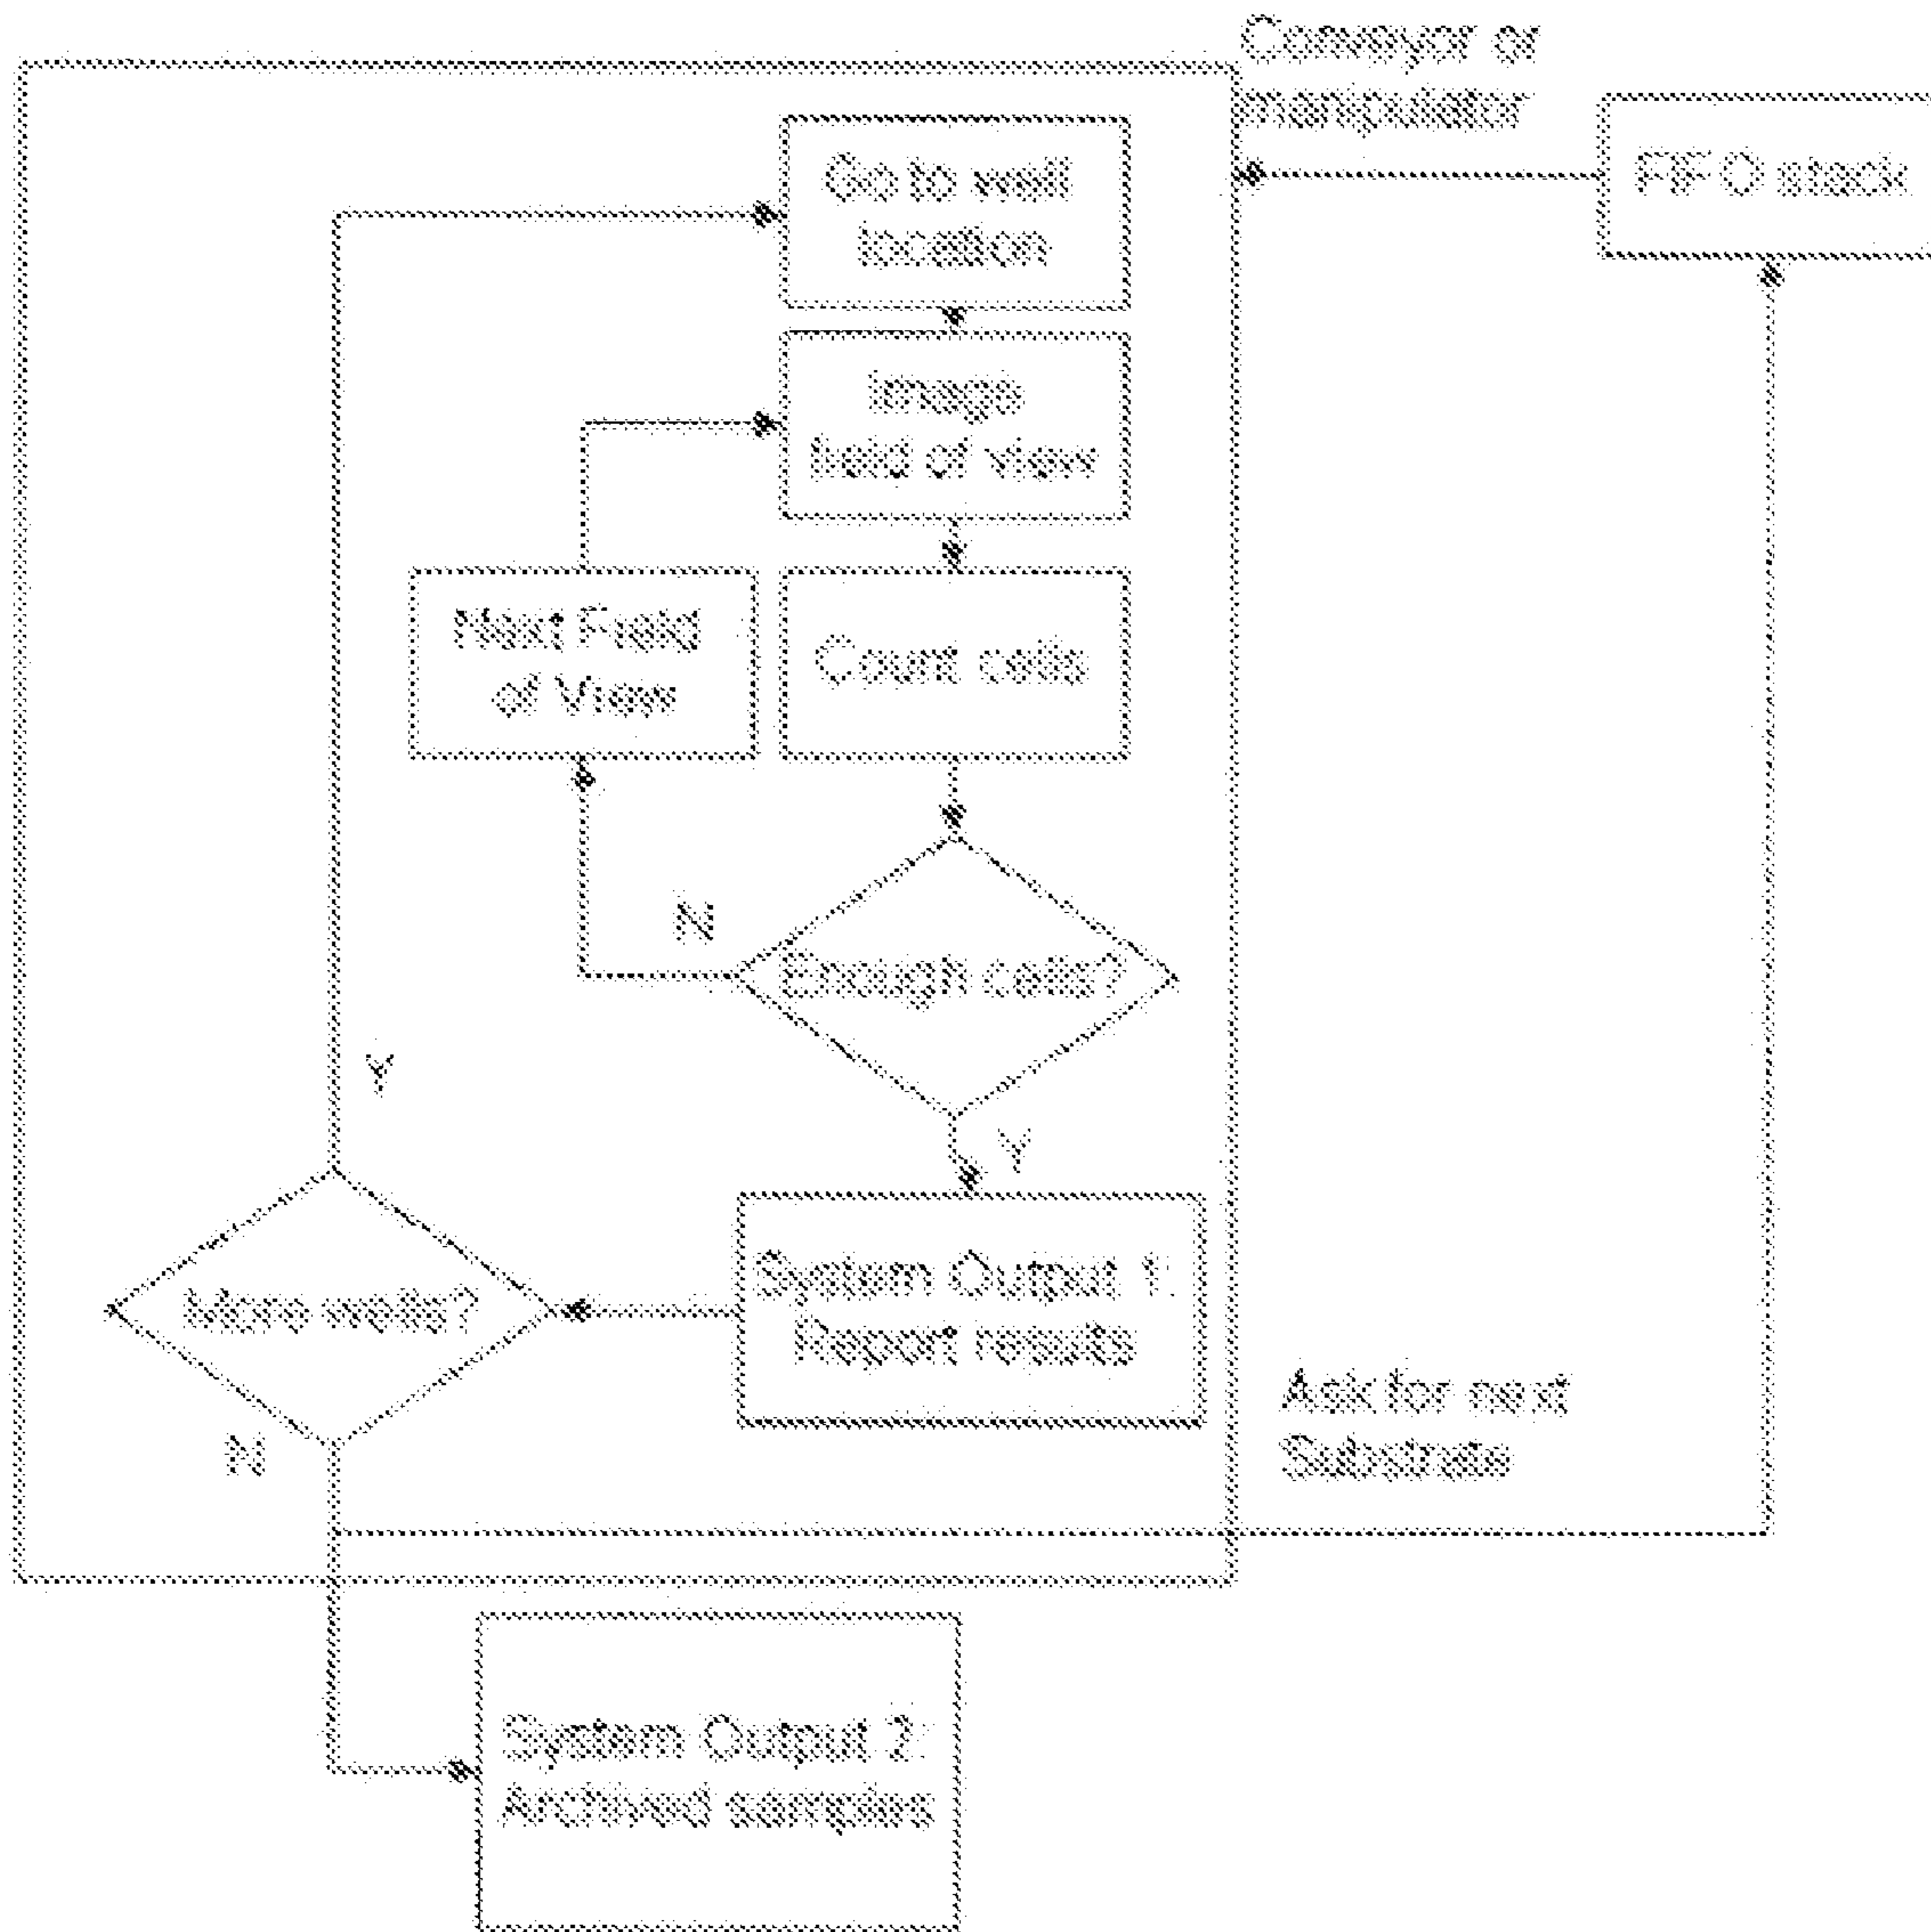 Conveyor or
manipulator
FIFO stack
Go to well
location
Image
field of view
Next Field
of View
Count cells
N
Enough cells?
Y
Y
More wells?
System Output 1:
Report results
N
Ask for next
Substrate
System Output 2:
Archived samples